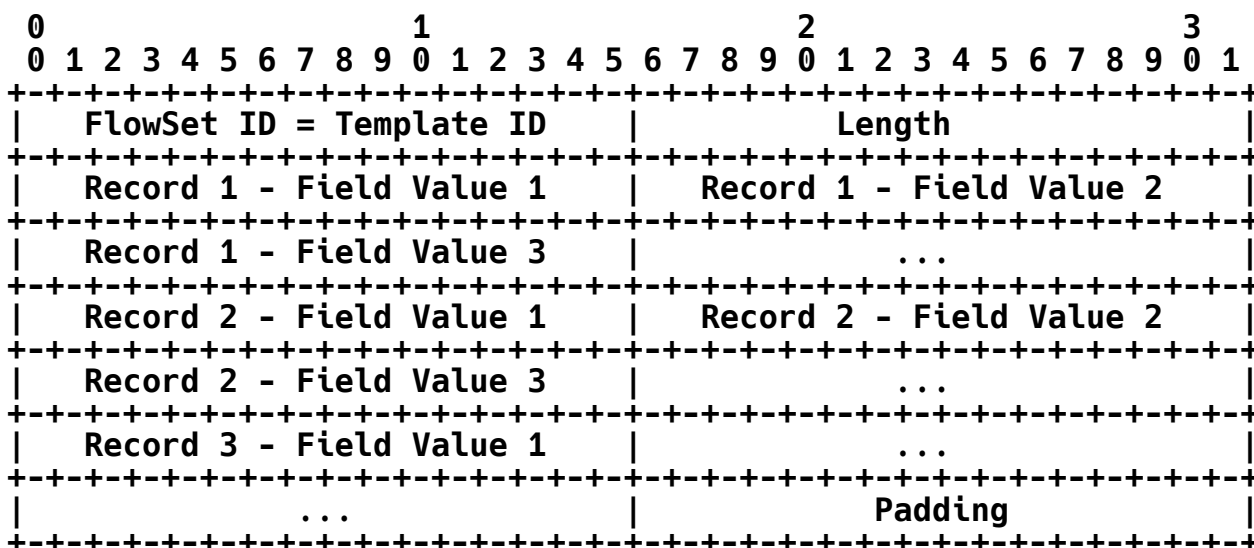 0                   1                   2                   3
 0 1 2 3 4 5 6 7 8 9 0 1 2 3 4 5 6 7 8 9 0 1 2 3 4 5 6 7 8 9 0 1
+-+-+-+-+-+-+-+-+-+-+-+-+-+-+-+-+-+-+-+-+-+-+-+-+-+-+-+-+-+-+-+-+
|   FlowSet ID = Template ID    |          Length               |
+-+-+-+-+-+-+-+-+-+-+-+-+-+-+-+-+-+-+-+-+-+-+-+-+-+-+-+-+-+-+-+-+
|   Record 1 - Field Value 1    |   Record 1 - Field Value 2    |
+-+-+-+-+-+-+-+-+-+-+-+-+-+-+-+-+-+-+-+-+-+-+-+-+-+-+-+-+-+-+-+-+
|   Record 1 - Field Value 3    |             ...               |
+-+-+-+-+-+-+-+-+-+-+-+-+-+-+-+-+-+-+-+-+-+-+-+-+-+-+-+-+-+-+-+-+
|   Record 2 - Field Value 1    |   Record 2 - Field Value 2    |
+-+-+-+-+-+-+-+-+-+-+-+-+-+-+-+-+-+-+-+-+-+-+-+-+-+-+-+-+-+-+-+-+
|   Record 2 - Field Value 3    |             ...               |
+-+-+-+-+-+-+-+-+-+-+-+-+-+-+-+-+-+-+-+-+-+-+-+-+-+-+-+-+-+-+-+-+
|   Record 3 - Field Value 1    |             ...               |
+-+-+-+-+-+-+-+-+-+-+-+-+-+-+-+-+-+-+-+-+-+-+-+-+-+-+-+-+-+-+-+-+
|              ...              |            Padding            |
+-+-+-+-+-+-+-+-+-+-+-+-+-+-+-+-+-+-+-+-+-+-+-+-+-+-+-+-+-+-+-+-+